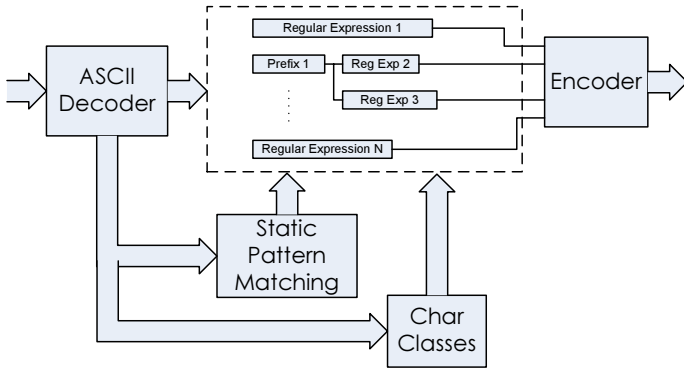 Regular Expression 1
ASCII
Decoder
Prefix 1
Reg Exp 2
Reg Exp 3
Regular Expression N
Encoder
Static
Pattern
Matching
Char
Classes